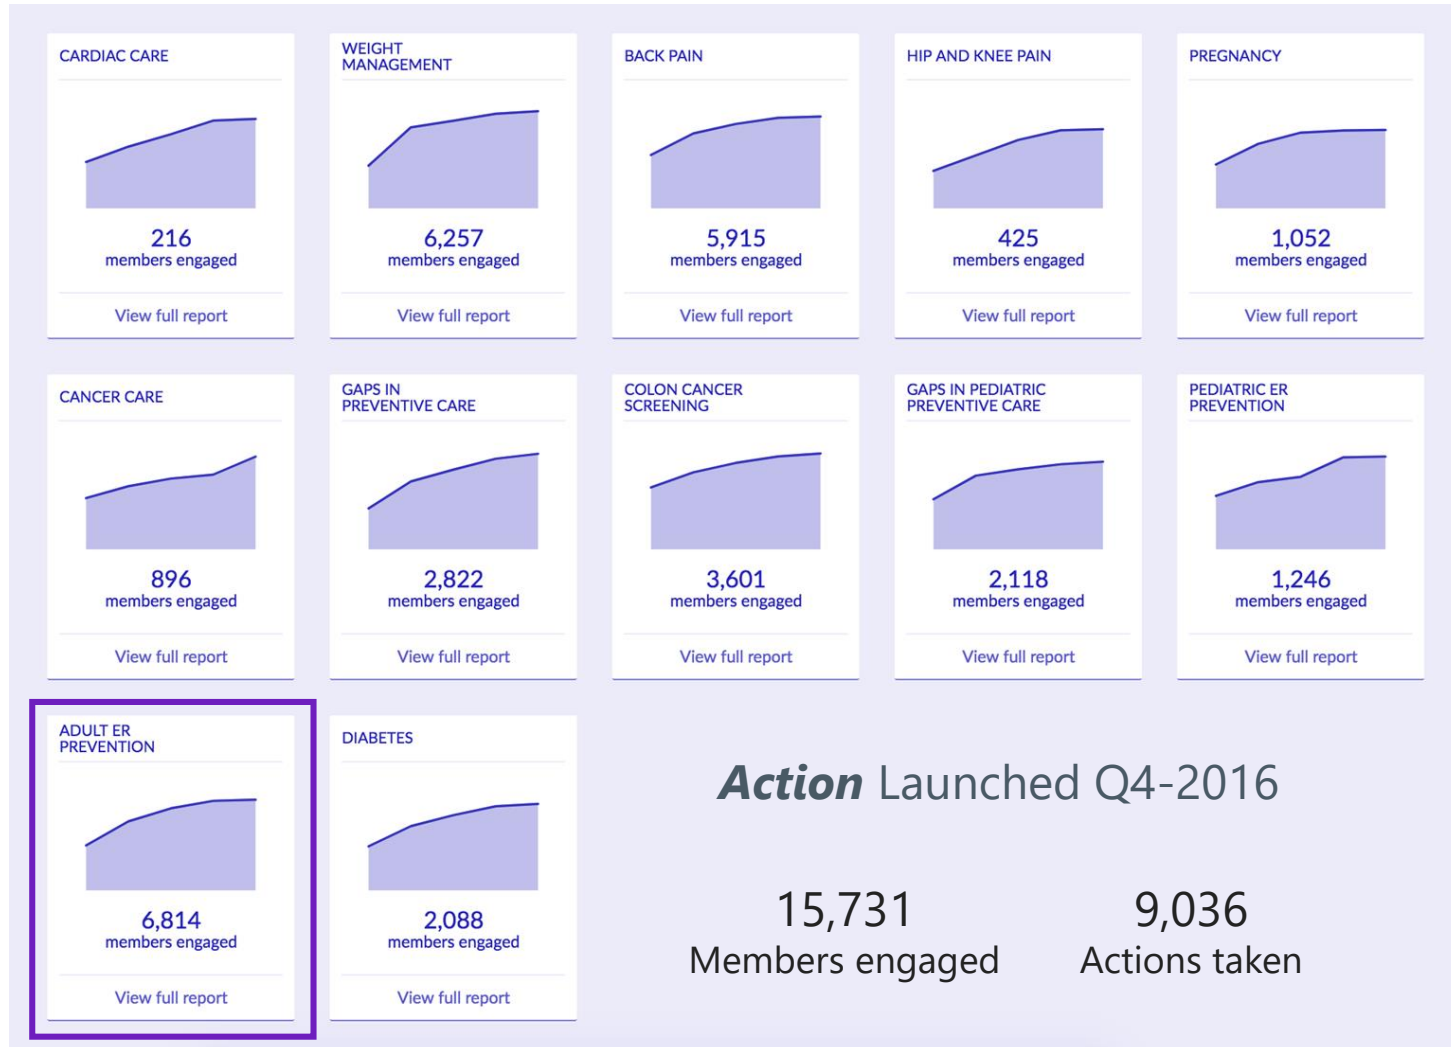 CARDIAC CARE
216
members engaged
View full report
WEIGHT
MANAGEMENT
6,257
members engaged
View full report
BACK PAIN
5,915
members engaged
View full report
HIP AND KNEE PAIN
425
members engaged
View full report
PREGNANCY
1,052
members engaged
View full report
CANCER CARE
896
members engaged
View full report
GAPS IN
PREVENTIVE CARE
2,822
members engaged
View full report
COLON CANCER
SCREENING
3,601
members engaged
View full report
GAPS IN PEDIATRIC
PREVENTIVE CARE
2,118
members engaged
View full report
PEDIATRIC ER
PREVENTION
1,246
members engaged
View full report
ADULT ER
PREVENTION
6,814
members engaged
View full report
DIABETES
2,088
members engaged
View full report
Action Launched Q4-2016
15,731
Members engaged
9,036
Actions taken